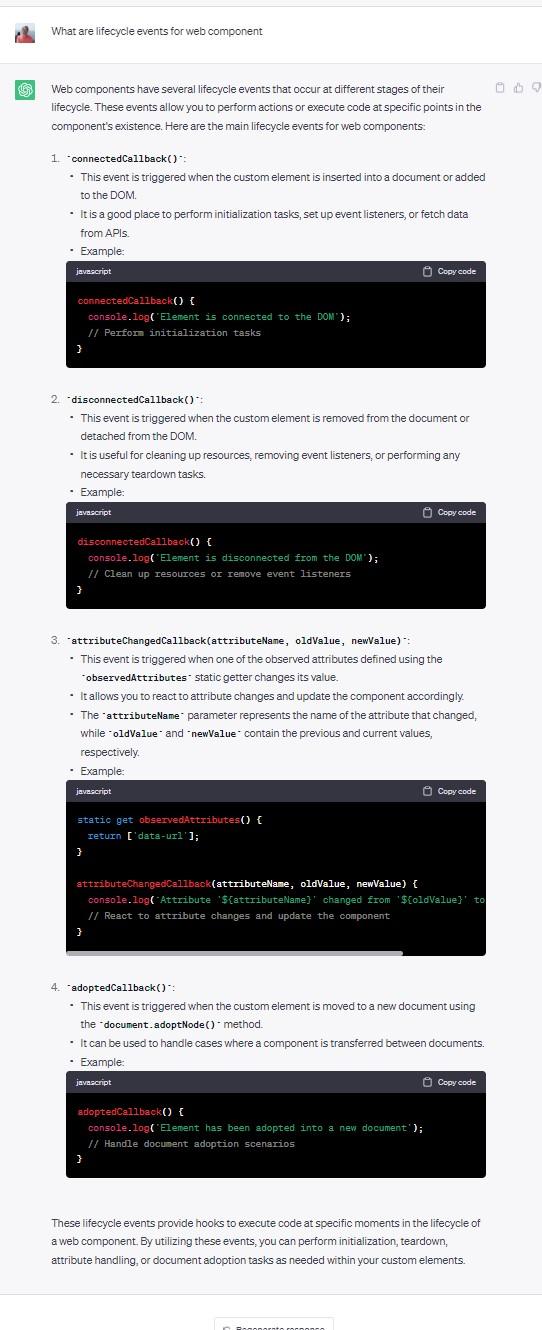 What are lifecycle events for web component
Web components have several lifecycle events that occur at different stages of their
lifecycle. These events allow you to perform actions or execute code at specific points in the
component's existence. Here are the main lifecycle events for web components:
1. `connectedCallback()`:
• This event is triggered when the custom element is inserted into a document or added
to the DOM.
• It is a good place to perform initialization tasks, set up event listeners, or fetch data
from APIs.
• Example:
javascript Copy code
connectedCallback() {
  console.log('Element is connected to the DOM');
  // Perform initialization tasks
}
2. `disconnectedCallback()`:
• This event is triggered when the custom element is removed from the document or
detached from the DOM.
• It is useful for cleaning up resources, removing event listeners, or performing any
necessary teardown tasks.
• Example:
javascript Copy code
disconnectedCallback() {
  console.log('Element is disconnected from the DOM');
  // Clean up resources or remove event listeners
}
3. `attributeChangedCallback(attributeName, oldValue, newValue)`:
• This event is triggered when one of the observed attributes defined using the
`observedAttributes` static getter changes its value.
• It allows you to react to attribute changes and update the component accordingly.
• The `attributeName` parameter represents the name of the attribute that changed,
while `oldValue` and `newValue` contain the previous and current values,
respectively.
• Example:
javascript Copy code
static get observedAttributes() {
  return ['data-url'];
}
attributeChangedCallback(attributeName, oldValue, newValue) {
  console.log(`Attribute '${attributeName}' changed from '${oldValue}' to
  // React to attribute changes and update the component
}
4. `adoptedCallback()`:
• This event is triggered when the custom element is moved to a new document using
the `document.adoptNode()` method.
• It can be used to handle cases where a component is transferred between documents.
• Example:
javascript Copy code
adoptedCallback() {
  console.log('Element has been adopted into a new document');
  // Handle document adoption scenarios
}
These lifecycle events provide hooks to execute code at specific moments in the lifecycle of
a web component. By utilizing these events, you can perform initialization, teardown,
attribute handling, or document adoption tasks as needed within your custom elements.
Regenerate response